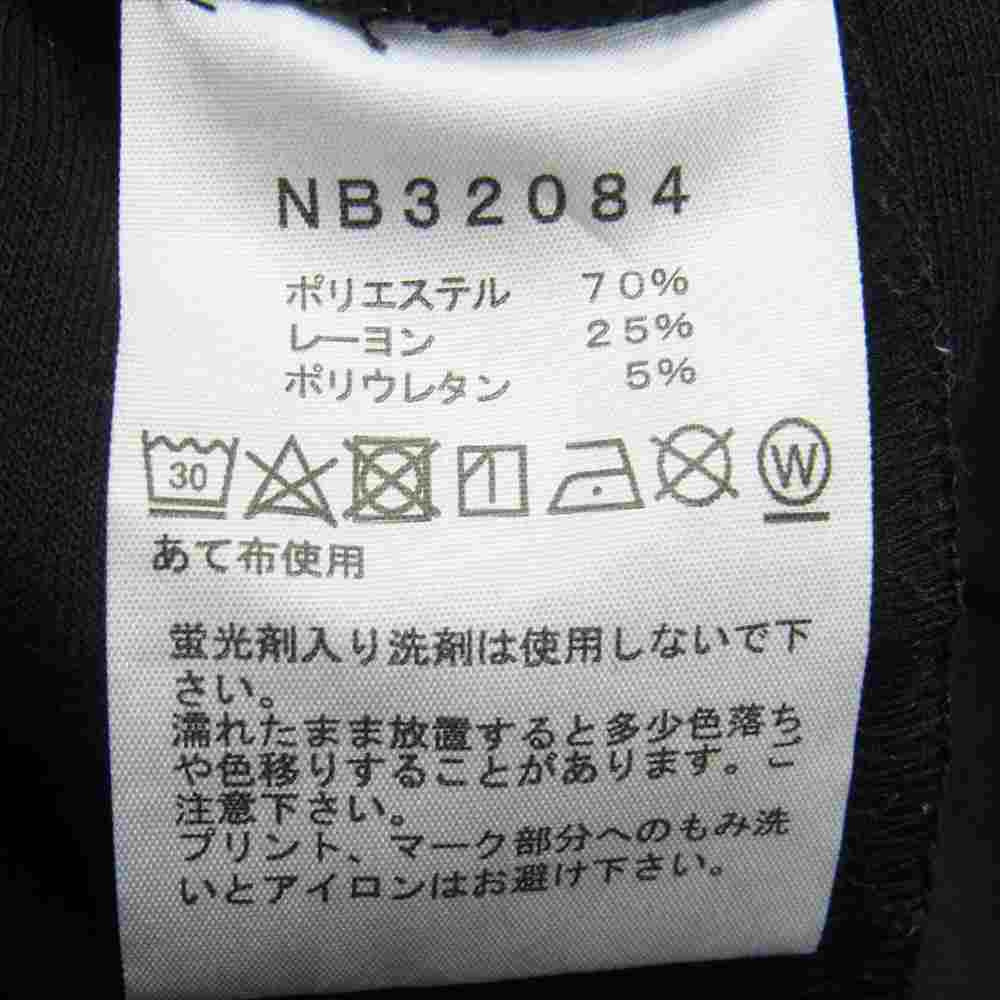 NB32084
ポリエステル 70%
レーヨン 25%
ポリウレタン 5%
30 W
あて布使用
蛍光剤入り洗剤は使用しないで下
さい。
濡れたまま放置すると多少色落ち
や色移りすることがあります。ご
注意下さい。
プリント、マーク部分へのもみ洗
いとアイロンはお避け下さい。